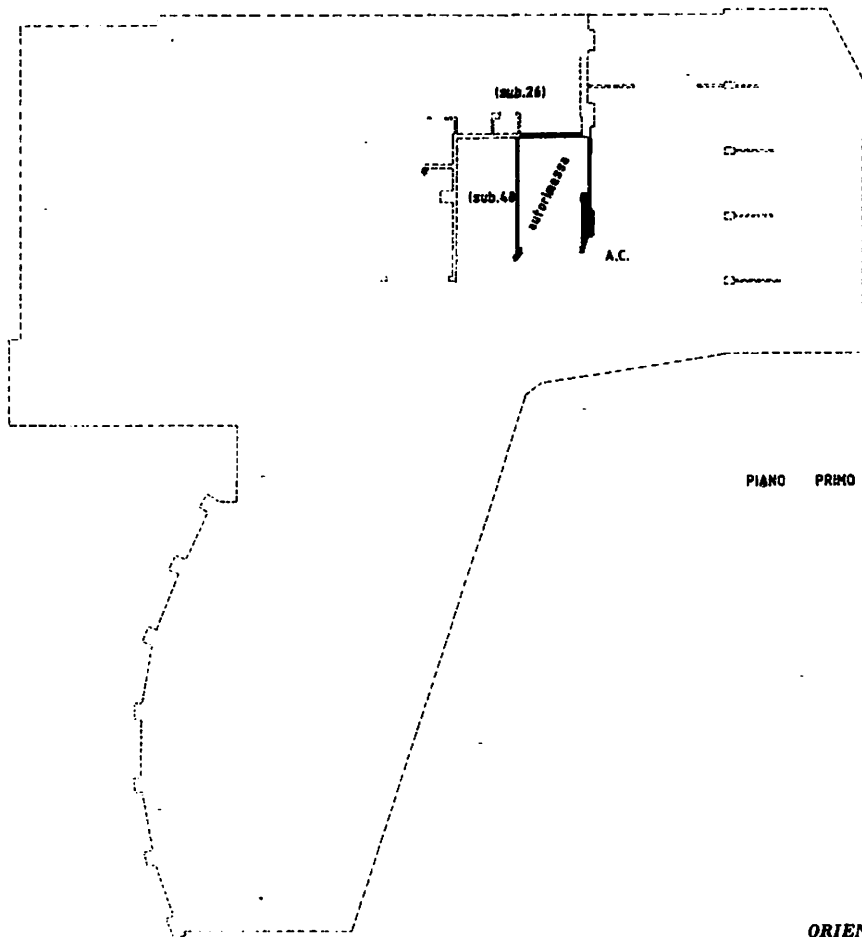 (sub.26)
(sub.48
autorimessa
A.C.
PIANO PRIMO
ORIEN